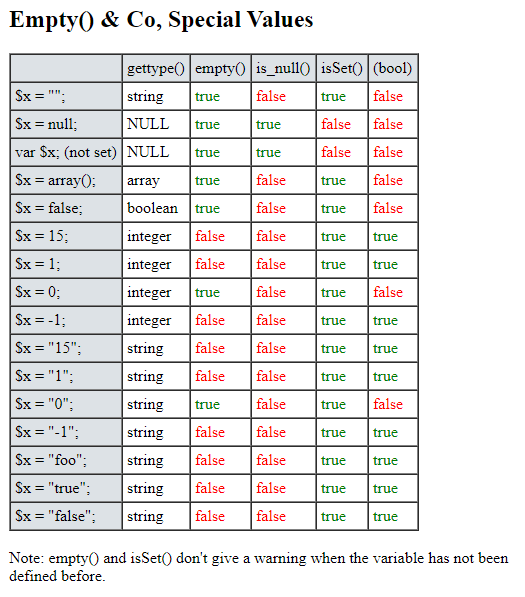 Empty() & Co, Special Values
gettype() empty() is_null() isSet() (bool)
$x = ""; string true false true false
$x = null; NULL true true false false
var $x; (not set) NULL true true false false
$x = array(); array true false true false
$x = false; boolean true false true false
$x = 15; integer false false true true
$x = 1; integer false false true true
$x = 0; integer true false true false
$x = -1; integer false false true true
$x = "15"; string false false true true
$x = "1"; string false false true true
$x = "0"; string true false true false
$x = "-1"; string false false true true
$x = "foo"; string false false true true
$x = "true"; string false false true true
$x = "false"; string false false true true
Note: empty() and isSet() don't give a warning when the variable has not been
defined before.